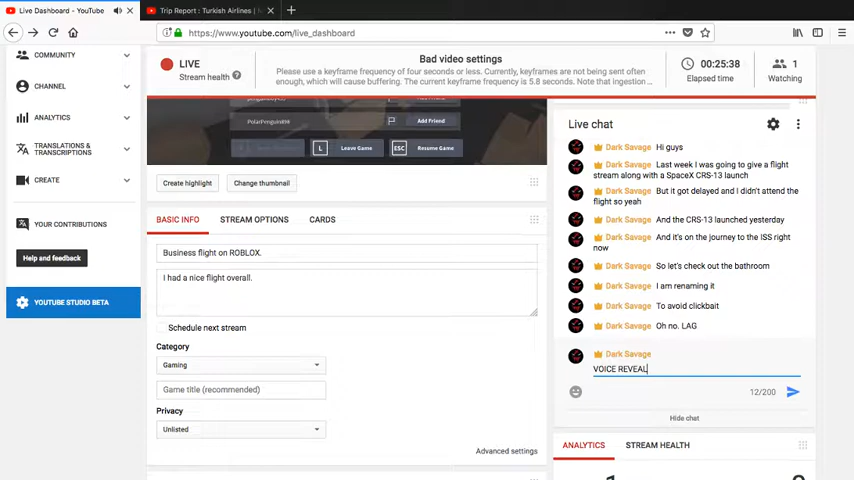 Live Dashboard - YouTube
Trip Report : Turkish Airlines |
https://www.youtube.com/live_dashboard
COMMUNITY
CHANNEL
ANALYTICS
TRANSLATIONS &
TRANSCRIPTIONS
CREATE
YOUR CONTRIBUTIONS
Help and feedback
YOUTUBE STUDIO BETA
LIVE
Stream health
Bad video settings
Please use a keyframe frequency of four seconds or less. Currently, keyframes are not being sent often
enough, which will cause buffering. The current keyframe frequency is 5.8 seconds. Note that ingestion
00:25:38
Elapsed time
1
Watching
Add Friend
PolarPenguin898
Add Friend
L
Leave Game
ESC
Resume Game
Create highlight
Change thumbnail
BASIC INFO
STREAM OPTIONS
CARDS
Business flight on ROBLOX.
I had a nice flight overall.
Schedule next stream
Category
Gaming
Game title (recommended)
Privacy
Unlisted
Advanced settings
Live chat
Dark Savage Hi guys
Dark Savage Last week I was going to give a flight
stream along with a SpaceX CRS-13 launch
Dark Savage But it got delayed and I didn't attend the
flight so yeah
Dark Savage And the CRS-13 launched yesterday
Dark Savage And it's on the journey to the ISS right
now
Dark Savage So let's check out the bathroom
Dark Savage I am renaming it
Dark Savage To avoid clickbait
Dark Savage Oh no. LAG
Dark Savage
VOICE REVEAL
12/200
Hide chat
ANALYTICS
STREAM HEALTH